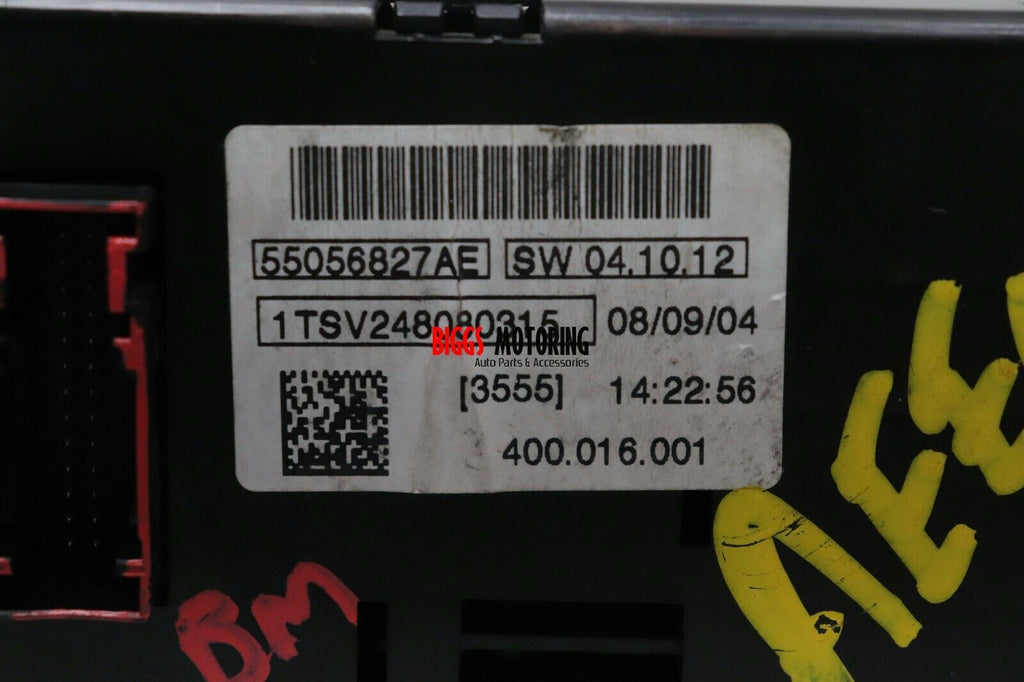 55056827AE SW 04.10.12
1TSV248080315 08/09/04
BIGGS MOTORING
Auto Parts & Accessories
[3555] 14:22:56
400.016.001
BM